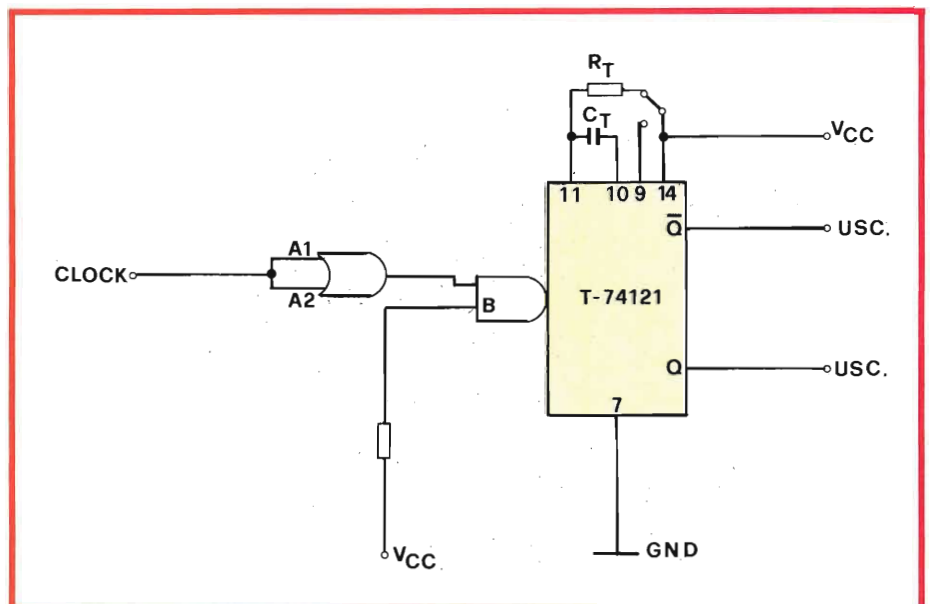 RT
CT
VCC
11 10 9 14
Q̅ USC.
A1
CLOCK
A2
B
T-74121
Q USC.
7
GND
VCC